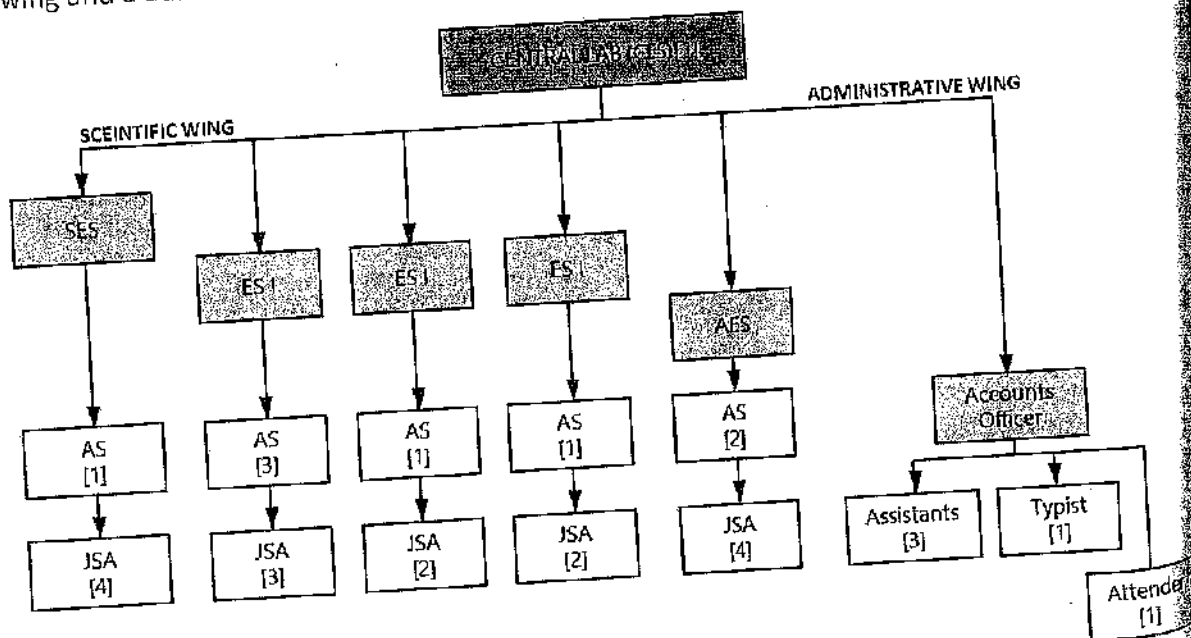 wing and a
CENTRAL LAB
ADMINISTRATIVE WING
SCEINTIFIC WING
SES
ES I
ES I
ES I
AES
Accounts
Officer
AS
[1]
AS
[3]
AS
[1]
AS
[1]
AS
[2]
JSA
[4]
JSA
[3]
JSA
[2]
JSA
[2]
JSA
[4]
Assistants
[3]
Typist
[1]
[1]